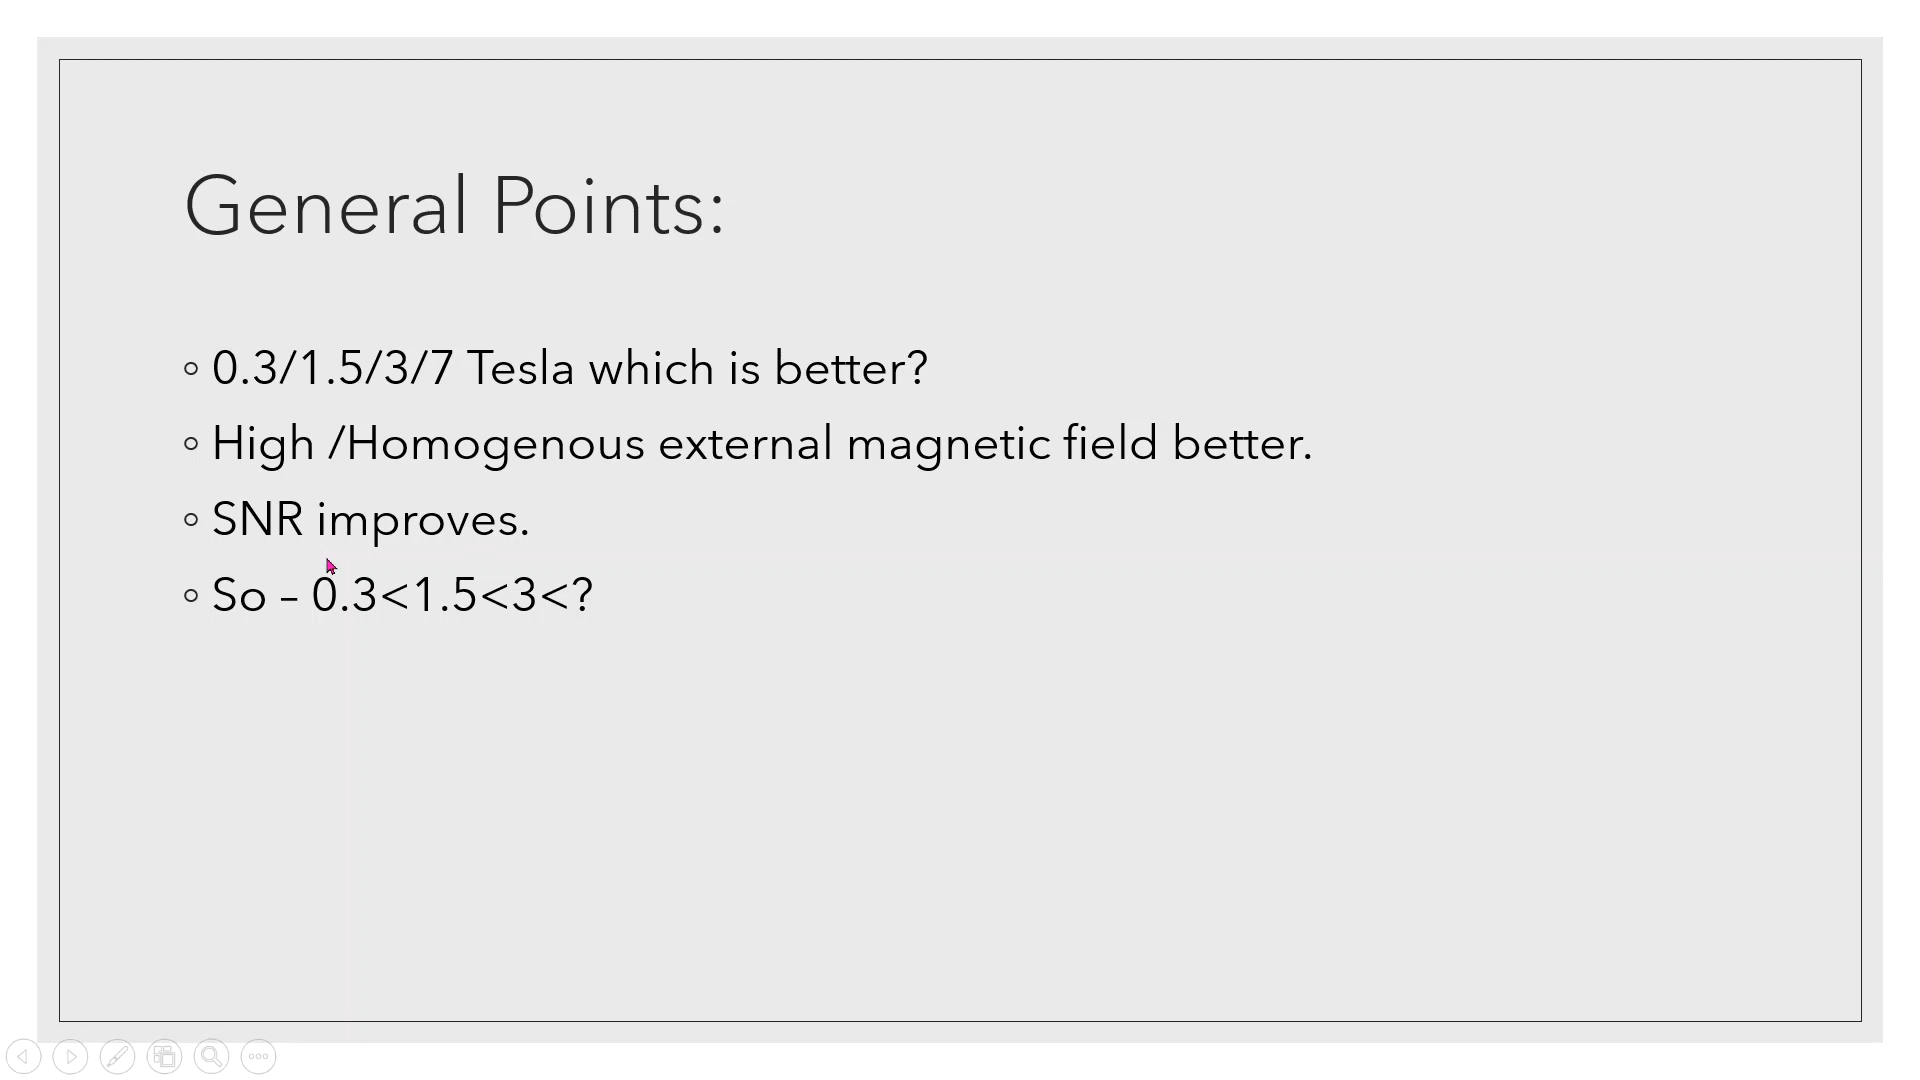 General Points:
◦ 0.3/1.5/3/7 Tesla which is better?
◦ High /Homogenous external magnetic field better.
◦ SNR improves.
◦ So – 0.3<1.5<3<?